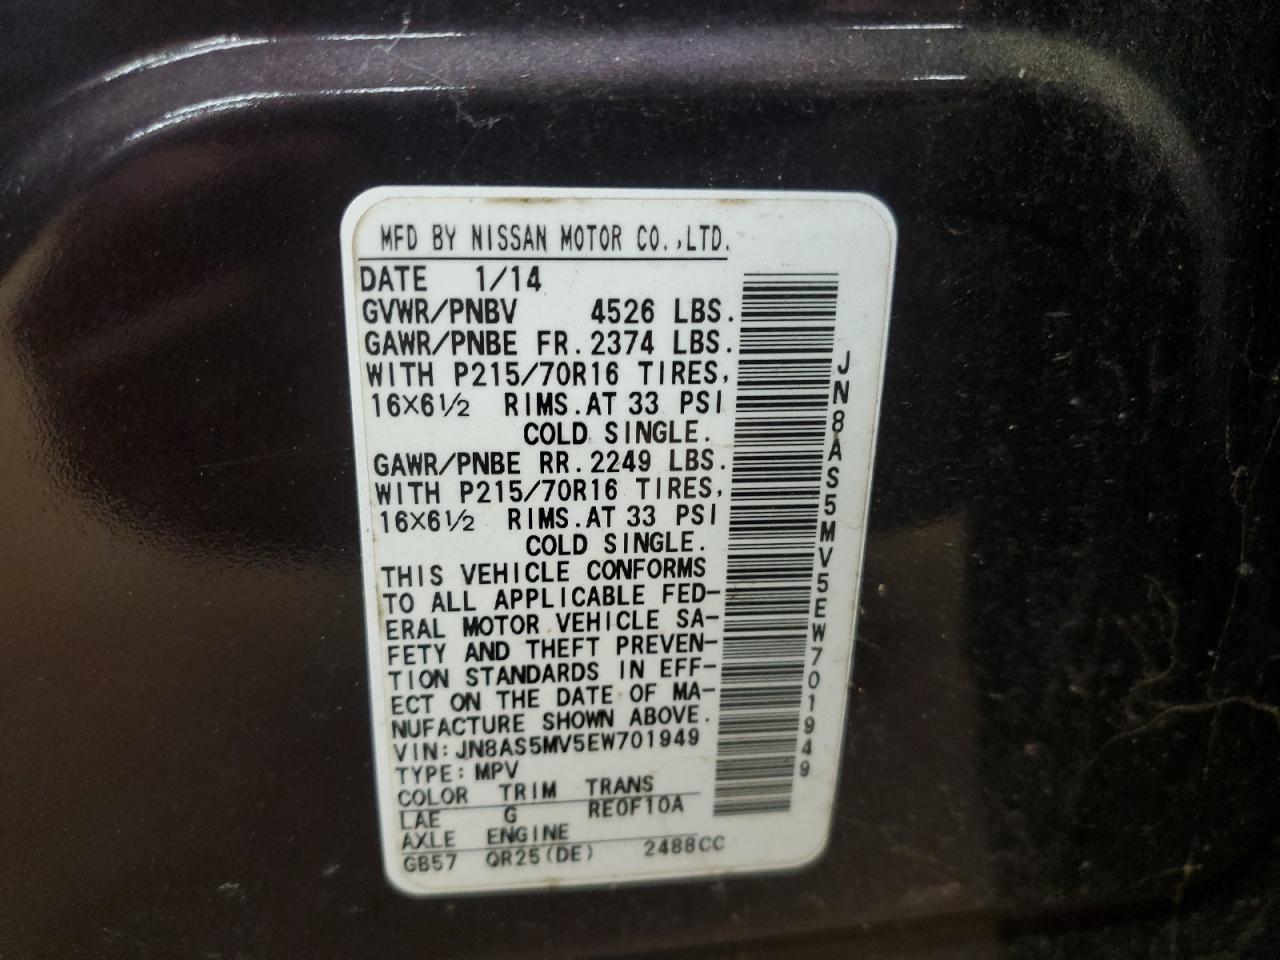 MFD BY NISSAN MOTOR CO.,LTD.
DATE 1/14
GVWR/PNBV 4526 LBS.
GAWR/PNBE FR. 2374 LBS.
WITH P215/70R16 TIRES,
16×6½ RIMS. AT 33 PSI
COLD SINGLE.
GAWR/PNBE RR. 2249 LBS.
WITH P215/70R16 TIRES,
16×6½ RIMS. AT 33 PSI
COLD SINGLE.
THIS VEHICLE CONFORMS
TO ALL APPLICABLE FED-
ERAL MOTOR VEHICLE SA-
FETY AND THEFT PREVEN-
TION STANDARDS IN EFF-
ECT ON THE DATE OF MA-
NUFACTURE SHOWN ABOVE.
VIN: JN8AS5MV5EW701949
TYPE: MPV
COLOR TRIM TRANS
LAE G RE0F10A
AXLE ENGINE
GB57 QR25(DE) 2488CC
JN8AS5MV5EW701949